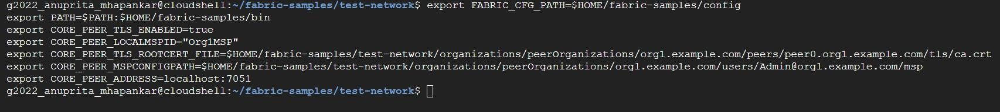 g2022_anuprita_mhapankar@cloudshell:~/fabric-samples/test-network$ export FABRIC_CFG_PATH=$HOME/fabric-samples/config
export PATH=$PATH:$HOME/fabric-samples/bin
export CORE_PEER_TLS_ENABLED=true
export CORE_PEER_LOCALMSPID="Org1MSP"
export CORE_PEER_TLS_ROOTCERT_FILE=$HOME/fabric-samples/test-network/organizations/peerOrganizations/org1.example.com/peers/peer0.org1.example.com/tls/ca.crt
export CORE_PEER_MSPCONFIGPATH=$HOME/fabric-samples/test-network/organizations/peerOrganizations/org1.example.com/users/Admin@org1.example.com/msp
export CORE_PEER_ADDRESS=localhost:7051
g2022_anuprita_mhapankar@cloudshell:~/fabric-samples/test-network$